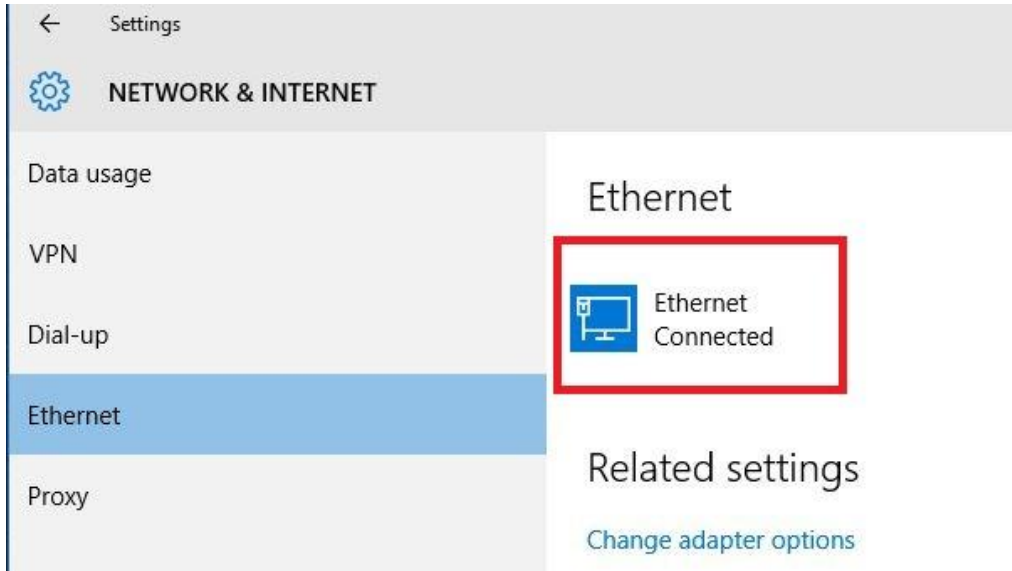 Settings
NETWORK & INTERNET
Data usage
VPN
Dial-up
Ethernet
Proxy
Ethernet
Ethernet
Connected
Related settings
Change adapter options